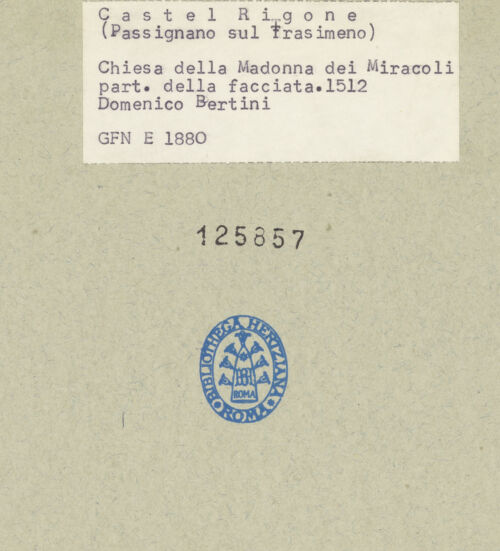 Castel Rigone
(Passignano sul Trasimeno)
Chiesa della Madonna dei Miracoli
part. della facciata.1512
Domenico Bertini
GFN E 1880
125857
BIBLIOTHECA HERTZIANA
ROMA
ROMA